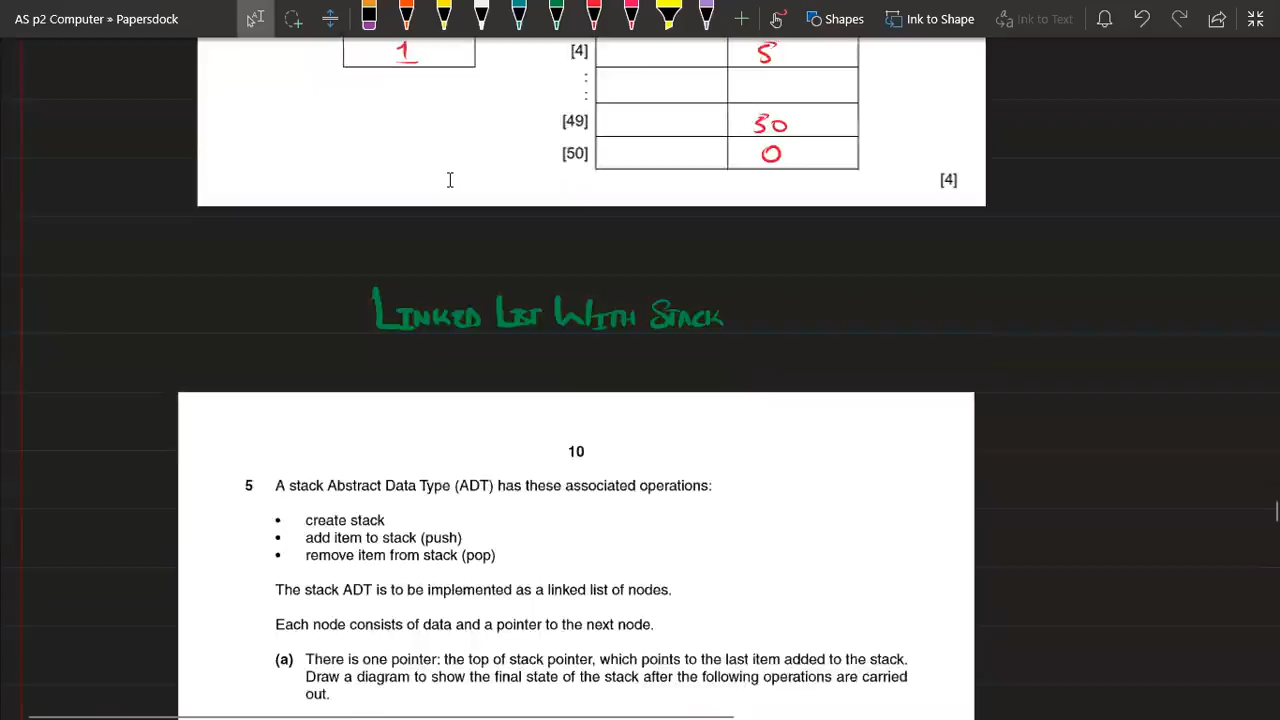 AS p2 Computer » Papersdock
Shapes
Ink to Shape
Ink to Text
1
[4] 5
:
:
[49] 50
[50] 0
[4]
LINKED LIST WITH STACK
10
5 A stack Abstract Data Type (ADT) has these associated operations:
• create stack
• add item to stack (push)
• remove item from stack (pop)
The stack ADT is to be implemented as a linked list of nodes.
Each node consists of data and a pointer to the next node.
(a) There is one pointer: the top of stack pointer, which points to the last item added to the stack.
Draw a diagram to show the final state of the stack after the following operations are carried
out.